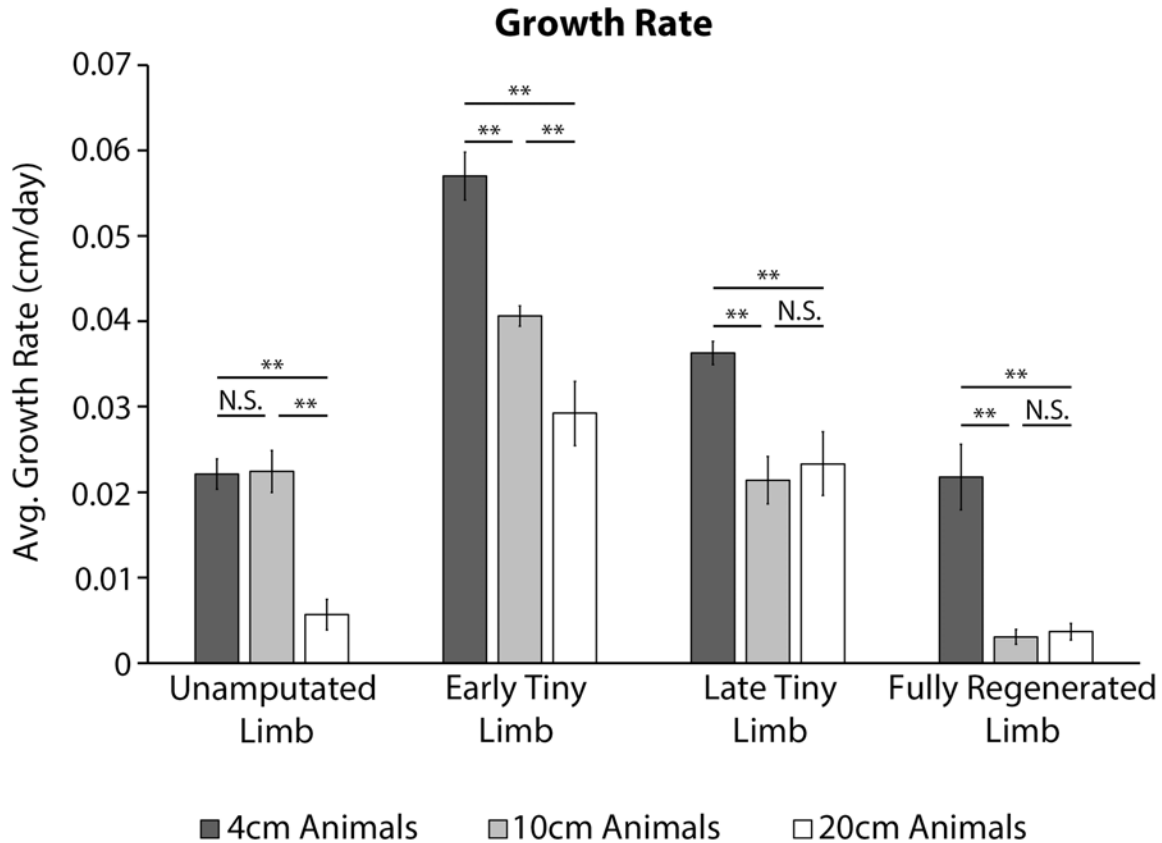 Growth Rate
Avg. Growth Rate (cm/day)
0.07
0.06
0.05
0.04
0.03
0.02
0.01
0
**
N.S. **
**
** **
**
** N.S.
**
** N.S.
Unamputated Limb
Early Tiny Limb
Late Tiny Limb
Fully Regenerated Limb
4cm Animals 10cm Animals 20cm Animals